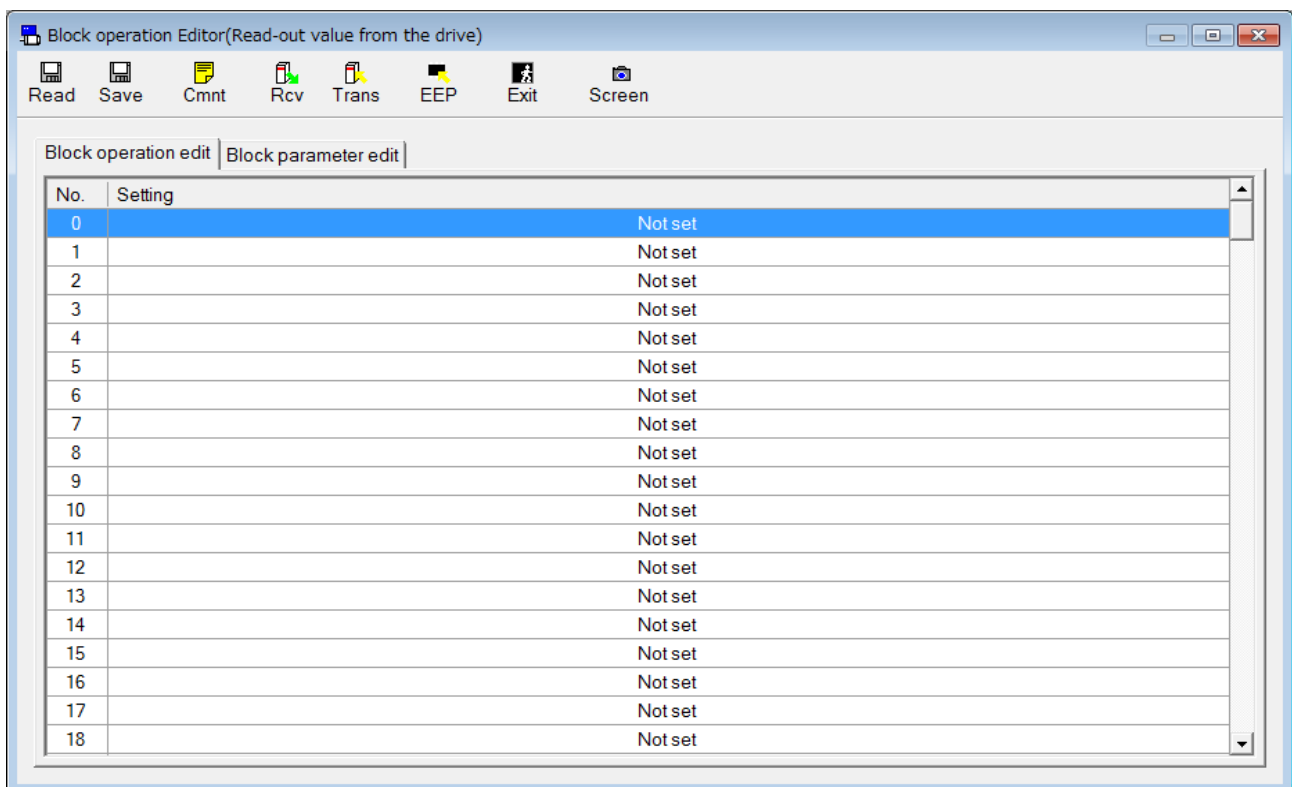 Block operation Editor(Read-out value from the drive)
Read Save Cmnt Rcv Trans EEP Exit Screen
Block operation edit Block parameter edit
No. Setting
0 Not set
1 Not set
2 Not set
3 Not set
4 Not set
5 Not set
6 Not set
7 Not set
8 Not set
9 Not set
10 Not set
11 Not set
12 Not set
13 Not set
14 Not set
15 Not set
16 Not set
17 Not set
18 Not set